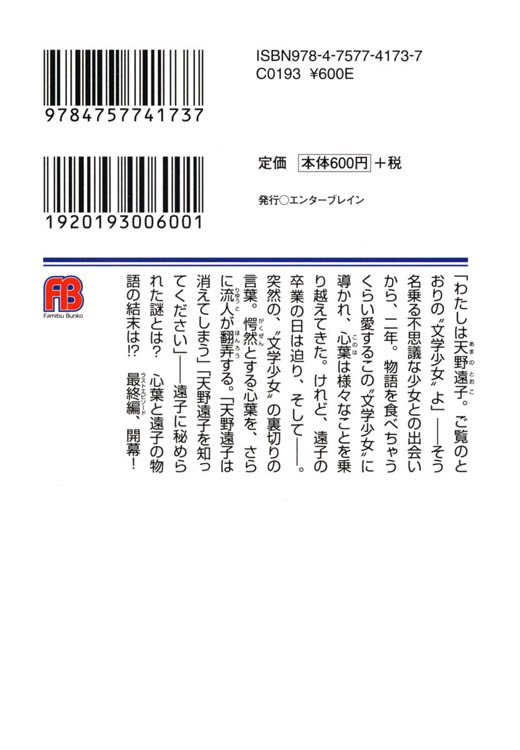 ISBN978-4-7577-4173-7
C0193 ¥600E
9784757741737
定価 本体600円+税
1920193006001
発行○エンターブレイン
FB
Famitsu Bunko
「わたしは天野遠子。ご覧のと
おりの〝文学少女〟よ」――そう
名乗る不思議な少女との出会い
から、二年。物語を食べちゃう
くらい愛するこの〝文学少女〟に
導かれ、心葉は様々なことを乗
り越えてきた。けれど、遠子の
卒業の日は迫り、そして――。
突然の、〝文学少女〟の裏切りの
言葉。愕然とする心葉を、さら
に流人が翻弄する。「天野遠子は
消えてしまう」「天野遠子を知っ
てください」――遠子に秘めら
れた謎とは? 心葉と遠子の物
語の結末は!? 最終編、開幕!